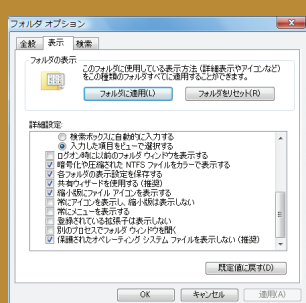 フォルダ オプション
全般 表示 検索
フォルダの表示
このフォルダに使用している表示方法 (詳細表示やアイコンなど)
をこの種類のフォルダすべてに適用することができます。
フォルダに適用(L) フォルダをリセット(R)
詳細設定:
検索ボックスに自動的に入力する
入力した項目をビューで選択する
ログオン時に以前のフォルダ ウィンドウを表示する
暗号化や圧縮された NTFS ファイルをカラーで表示する
各フォルダの表示設定を保存する
共有ウィザードを使用する (推奨)
縮小版にファイル アイコンを表示する
常にアイコンを表示し、縮小版は表示しない
常にメニューを表示する
登録されている拡張子は表示しない
別のプロセスでフォルダ ウィンドウを開く
保護されたオペレーティング システム ファイルを表示しない (推奨)
既定値に戻す(D)
OK キャンセル 適用(A)